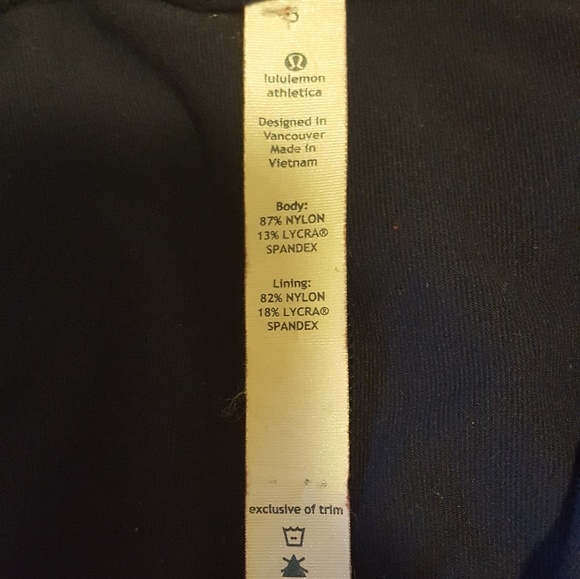 lululemon
athletica
Designed in
Vancouver
Made in
Vietnam
Body:
87% NYLON
13% LYCRA®
SPANDEX
Lining:
82% NYLON
18% LYCRA®
SPANDEX
exclusive of trim